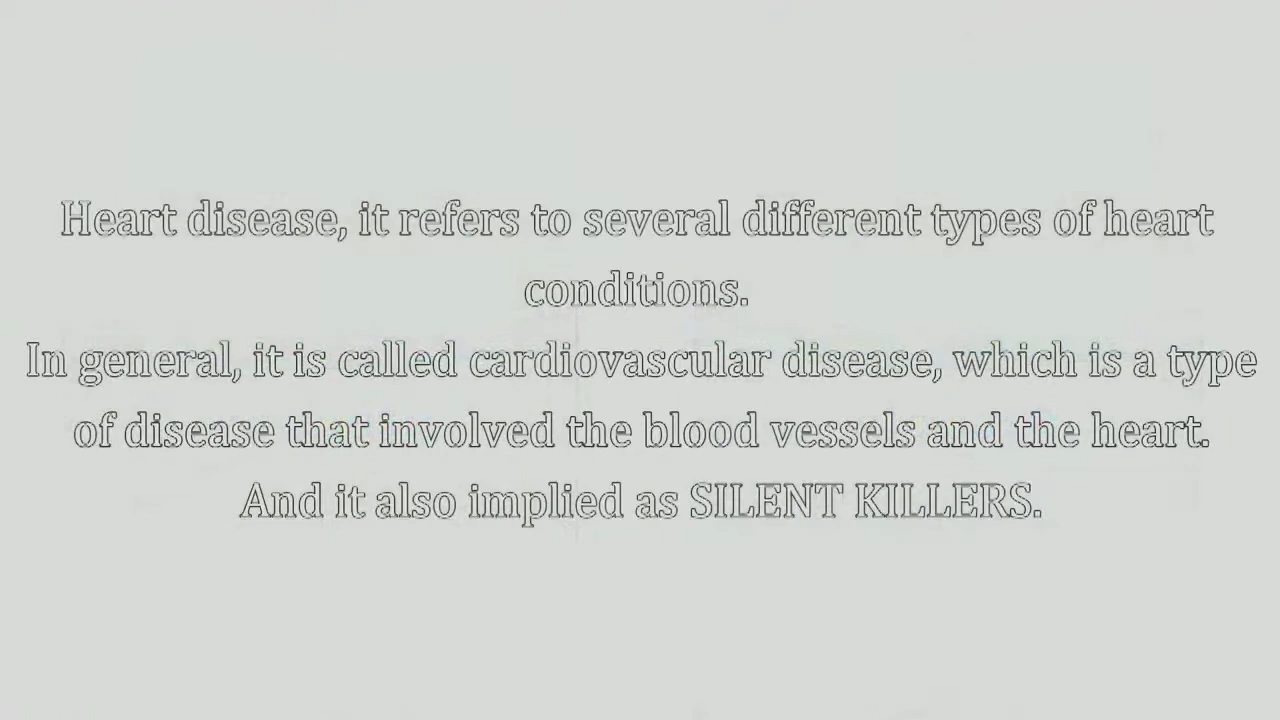 Heart disease, it refers to several different types of heart
conditions.
In general, it is called cardiovascular disease, which is a type
of disease that involved the blood vessels and the heart.
And it also implied as SILENT KILLERS.